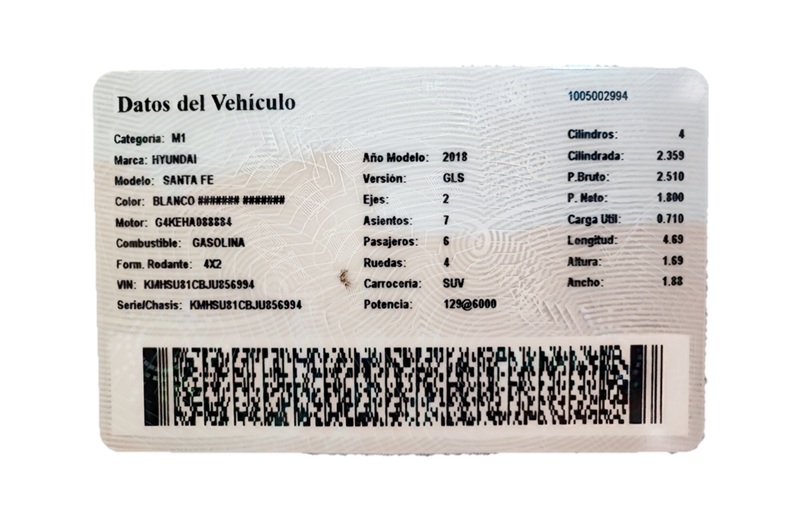 Datos del Vehículo
1005002994
Categoria: M1
Marca: HYUNDAI
Modelo: SANTA FE
Color: BLANCO ####### #######
Motor: G4KEHA088884
Combustible: GASOLINA
Form. Rodante: 4X2
VIN: KMHSU81CBJU856994
Serie/Chasis: KMHSU81CBJU856994
Año Modelo: 2018
Versión: GLS
Ejes: 2
Asientos: 7
Pasajeros: 6
Ruedas: 4
Carrocería: SUV
Potencia: 129@6000
Cilindros: 4
Cilindrada: 2.359
P.Bruto: 2.510
P. Neto: 1.800
Carga Util: 0.710
Longitud: 4.69
Altura: 1.69
Ancho: 1.88